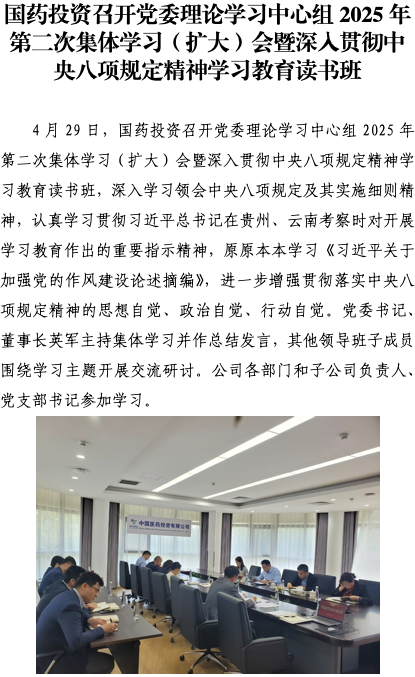 国药投资召开党委理论学习中心组 2025 年
第二次集体学习（扩大）会暨深入贯彻中
央八项规定精神学习教育读书班
4 月 29 日，国药投资召开党委理论学习中心组 2025 年
第二次集体学习（扩大）会暨深入贯彻中央八项规定精神学
习教育读书班，深入学习领会中央八项规定及其实施细则精
神，认真学习贯彻习近平总书记在贵州、云南考察时对开展
学习教育作出的重要指示精神，原原本本学习《习近平关于
加强党的作风建设论述摘编》，进一步增强贯彻落实中央八
项规定精神的思想自觉、政治自觉、行动自觉。党委书记、
董事长英军主持集体学习并作总结发言，其他领导班子成员
围绕学习主题开展交流研讨。公司各部门和子公司负责人、
党支部书记参加学习。
中国医药投资有限公司